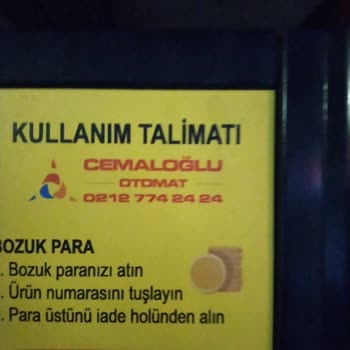 KULLANIM TALİMATI
CEMALOĞLU
OTOMAT
0212 774 24 24
BOZUK PARA
. Bozuk paranızı atın
. Ürün numarasını tuşlayın
. Para üstünü iade holünden alın